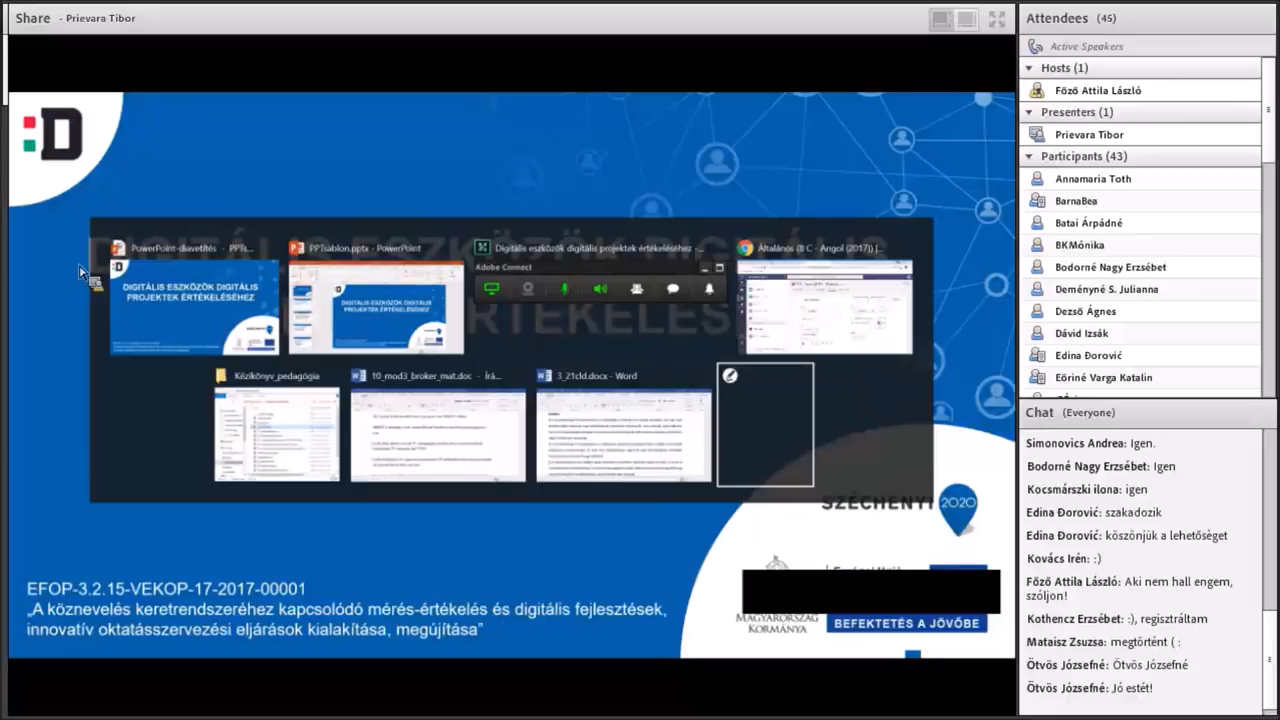 Share - Prievara Tibor
Attendees (45)
Active Speakers
Hosts (1)
Főző Attila László
Presenters (1)
Prievara Tibor
Participants (43)
Annamaria Toth
BarnaBea
Batai Árpádné
BKMónika
Bodorné Nagy Erzsébet
Deményné S. Julianna
Dezső Ágnes
Dávid Izsák
Edina Đorović
Eőriné Varga Katalin
:D
PowerPoint-diavetítés - PPTs...
PPTsablon.pptx - PowerPoint
Digitális eszközök digitális projektek értékeléséhez -...
Általános (8 C - Angol (2017)) [...
Adobe Connect
DIGITÁLIS ESZKÖZÖK DIGITÁLIS
PROJEKTEK ÉRTÉKELÉSÉHEZ
DIGITÁLIS ESZKÖZÖK DIGITÁLIS
PROJEKTEK ÉRTÉKELÉSÉHEZ
Kézikönyv_pedagógia
10_mod3_broker_mat.doc - Írá...
3_21cld.docx - Word
SZÉCHENYI 2020
EFOP-3.2.15-VEKOP-17-2017-00001
„A köznevelés keretrendszeréhez kapcsolódó mérés-értékelés és digitális fejlesztések,
innovatív oktatásszervezési eljárások kialakítása, megújítása”
MAGYARORSZÁG
KORMÁNYA
BEFEKTETÉS A JÖVŐBE
Chat (Everyone)
Simonovics Andrea: Igen.
Bodorné Nagy Erzsébet: Igen
Kocsmárszki ilona: igen
Edina Đorović: szakadozik
Edina Đorović: köszönjük a lehetőséget
Kovács Irén: :)
Főző Attila László: Aki nem hall engem,
szóljon!
Kothencz Erzsébet: :), regisztráltam
Mataisz Zsuzsa: megtörtént ( :
Ötvös Józsefné: Ötvös Józsefné
Ötvös Józsefné: Jó estét!